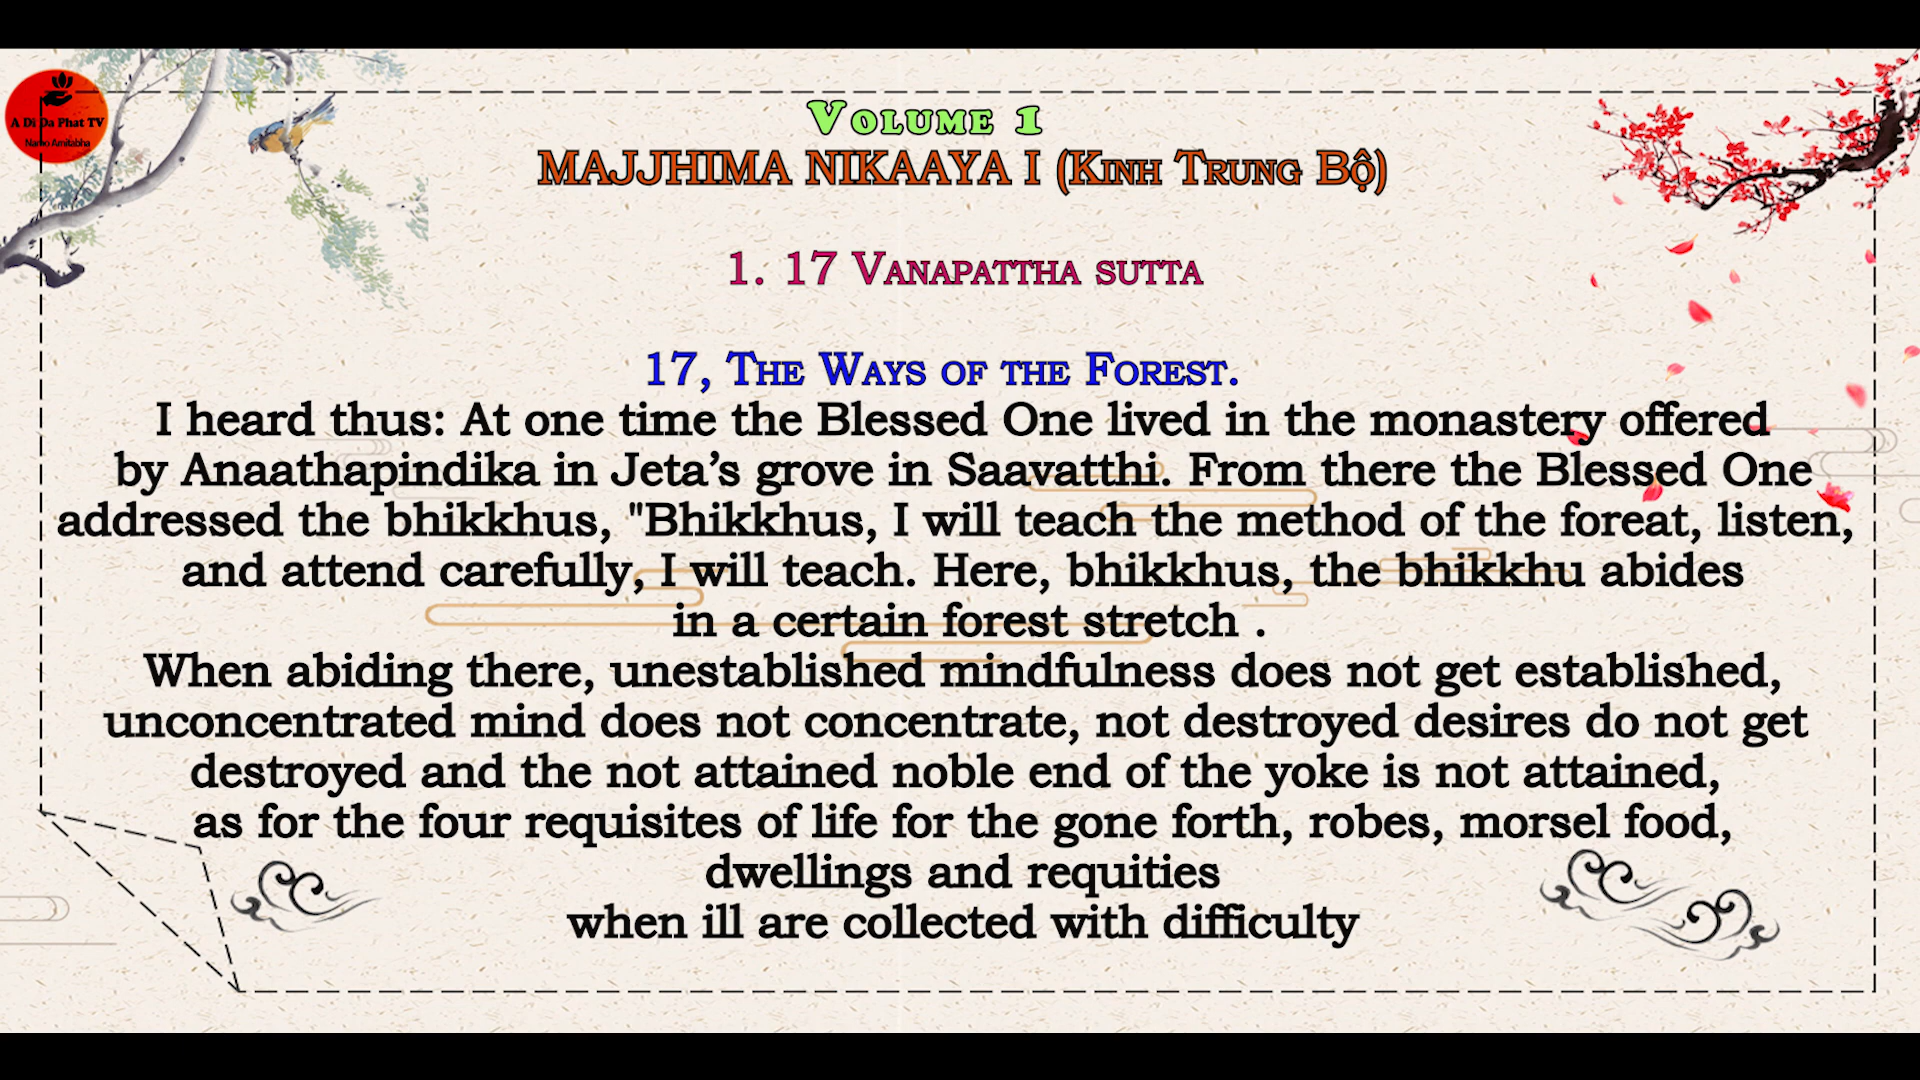 A Di Da Phat TV
Namo Amitabha
Volume 1
MAJJHIMA NIKAAYA I (Kinh Trung Bộ)
1. 17 Vanapattha sutta
17, The Ways of the Forest.
I heard thus: At one time the Blessed One lived in the monastery offered
by Anaathapindika in Jeta’s grove in Saavatthi. From there the Blessed One
addressed the bhikkhus, "Bhikkhus, I will teach the method of the foreat, listen,
and attend carefully, I will teach. Here, bhikkhus, the bhikkhu abides
in a certain forest stretch .
When abiding there, unestablished mindfulness does not get established,
unconcentrated mind does not concentrate, not destroyed desires do not get
destroyed and the not attained noble end of the yoke is not attained,
as for the four requisites of life for the gone forth, robes, morsel food,
dwellings and requities
when ill are collected with difficulty